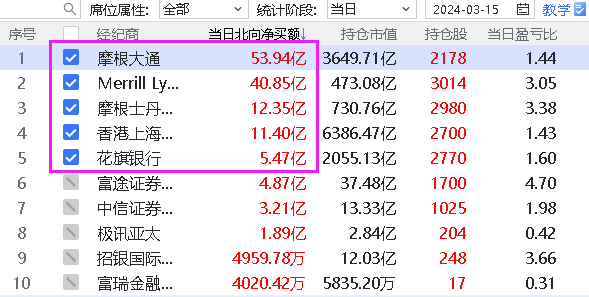 席位属性: 全部 统计阶段: 当日 2024-03-15 教学
序号 经纪商 当日北向净买额↓ 持仓市值 持仓股 当日盈亏比
1 摩根大通 53.94亿 3649.71亿 2178 1.44
2 Merrill Ly... 40.85亿 473.08亿 3014 3.05
3 摩根士丹... 12.35亿 730.76亿 2980 3.38
4 香港上海... 11.40亿 6386.47亿 2700 1.43
5 花旗银行 5.47亿 2055.13亿 2770 1.60
6 富途证券... 4.87亿 37.48亿 1700 4.70
7 中信证券... 3.21亿 13.33亿 1025 1.98
8 极讯亚太 1.89亿 2.84亿 204 0.42
9 招银国际... 4959.78万 12.03亿 248 3.66
10 富瑞金融... 4020.42万 5835.20万 17 0.31